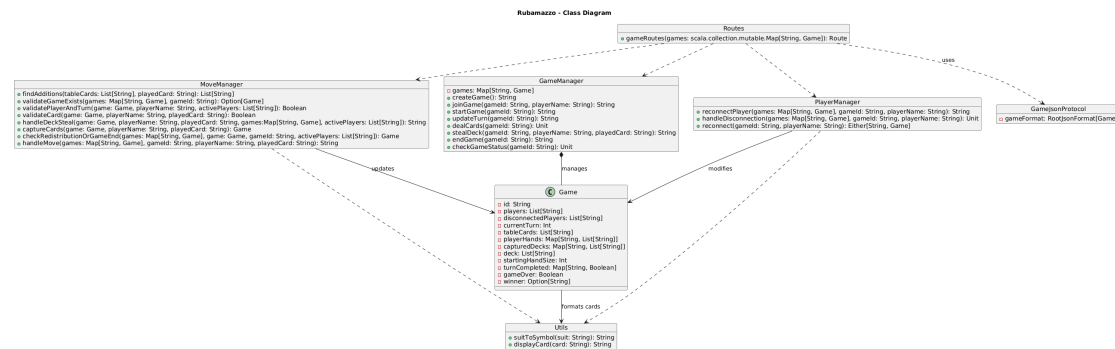 Rubamazzo - Class Diagram
Routes
gameRoutes(games: scala.collection.mutable.Map[String, Game]): Route
uses
MoveManager
findAdditions(tableCards: List[String], playedCard: String): List[String]
validateGameExists(games: Map[String, Game], gameId: String): Option[Game]
validatePlayerAndTurn(game: Game, playerName: String, activePlayers: List[String]): Boolean
validateCard(game: Game, playerName: String, playedCard: String): Boolean
handleDeckSteal(game: Game, playerName: String, playedCard: String, games:Map[String, Game], activePlayers: List[String]): String
captureCards(game: Game, playerName: String, playedCard: String): Game
checkRedistributionOrGameEnd(games: Map[String, Game], game: Game, gameId: String, activePlayers: List[String]): Game
handleMove(games: Map[String, Game], gameId: String, playerName: String, playedCard: String): String
GameManager
games: Map[String, Game]
createGame(): String
joinGame(gameId: String, playerName: String): String
startGame(gameId: String): String
updateTurn(gameId: String): String
dealCards(gameId: String): Unit
stealDeck(gameId: String, playerName: String, playedCard: String): String
endGame(gameId: String): String
checkGameStatus(gameId: String): Unit
PlayerManager
reconnectPlayer(games: Map[String, Game], gameId: String, playerName: String): String
handleDisconnection(games: Map[String, Game], gameId: String, playerName: String): Unit
reconnect(gameId: String, playerName: String): Either[String, Game]
GameJsonProtocol
gameFormat: RootJsonFormat[Game
updates
manages
modifies
C Game
id: String
players: List[String]
disconnectedPlayers: List[String]
currentTurn: Int
tableCards: List[String]
playerHands: Map[String, List[String]]
capturedDecks: Map[String, List[String]]
deck: List[String]
startingHandSize: Int
turnCompleted: Map[String, Boolean]
gameOver: Boolean
winner: Option[String]
formats cards
Utils
suitToSymbol(suit: String): String
displayCard(card: String): String